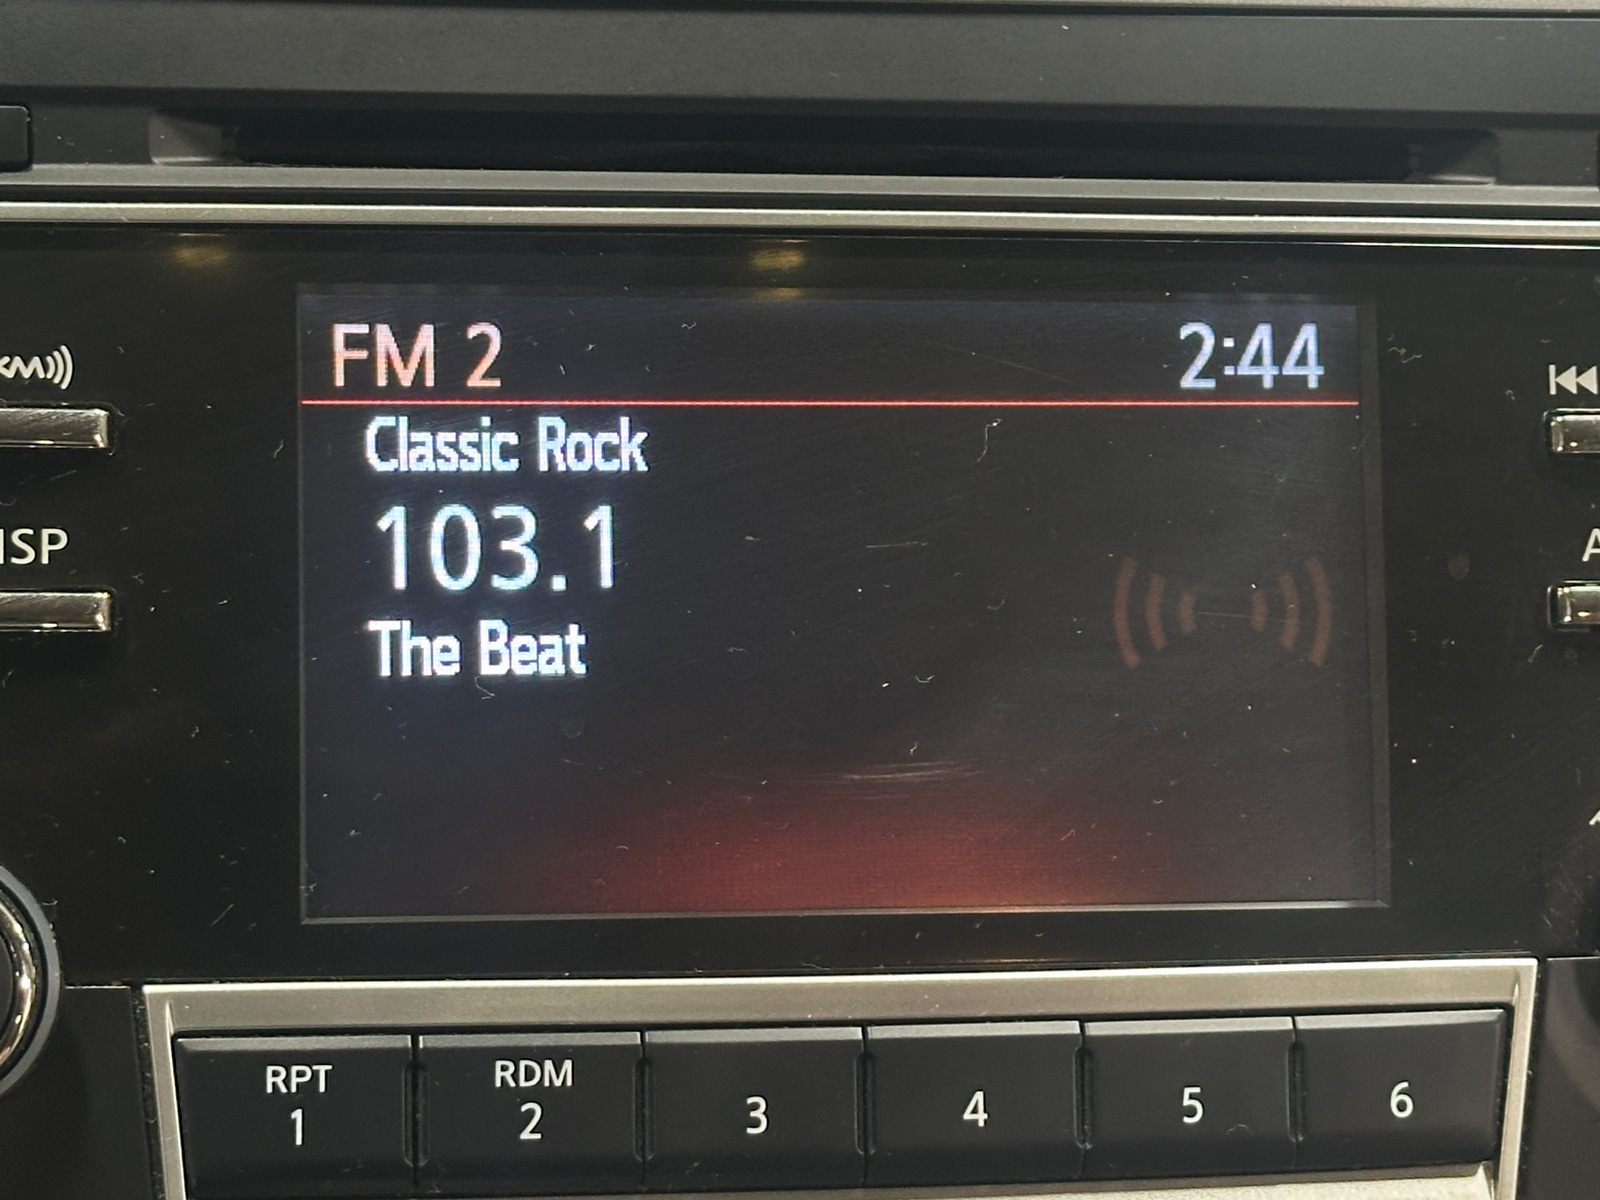 FM 2 2:44
Classic Rock
103.1
The Beat
RPT RDM
1 2 3 4 5 6